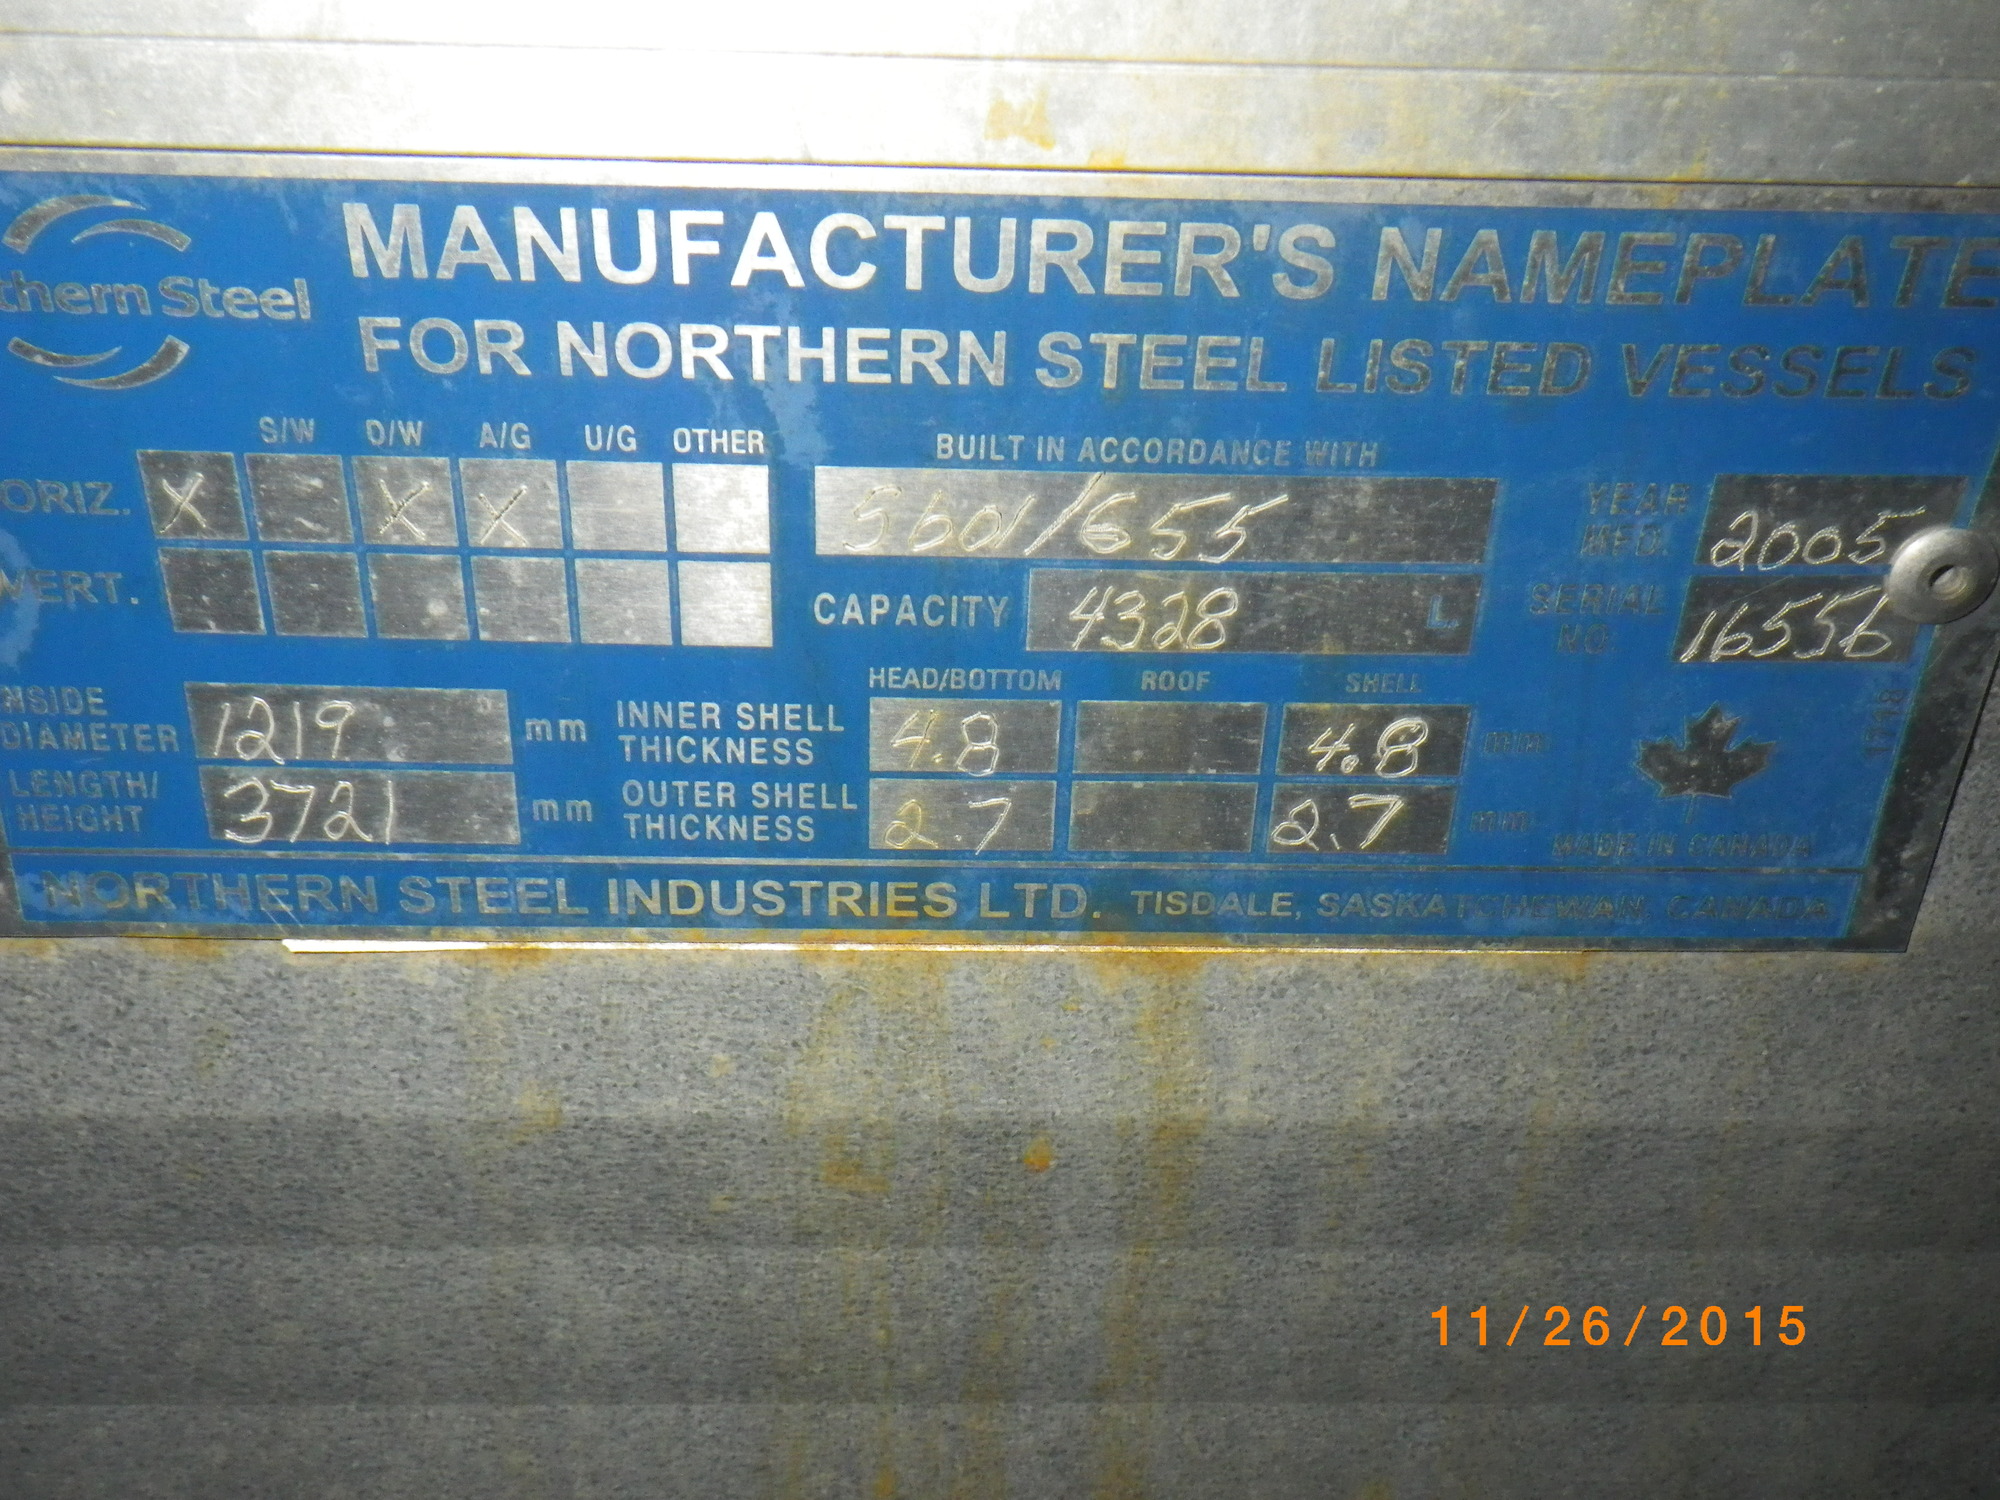 thern Steel
MANUFACTURER'S NAMEPLATE
FOR NORTHERN STEEL LISTED VESSELS
S/W D/W A/G U/G OTHER
ORIZ. X X X
VERT.
BUILT IN ACCORDANCE WITH
S601/655
YEAR MFD. 2005
CAPACITY 4328 L.
SERIAL NO. 16556
NSIDE DIAMETER 1219 mm
LENGTH/ HEIGHT 3721 mm
HEAD/BOTTOM ROOF SHELL
INNER SHELL THICKNESS 4.8 4.8 mm
OUTER SHELL THICKNESS 2.7 2.7 mm
MADE IN CANADA
NORTHERN STEEL INDUSTRIES LTD. TISDALE, SASKATCHEWAN, CANADA
11/26/2015